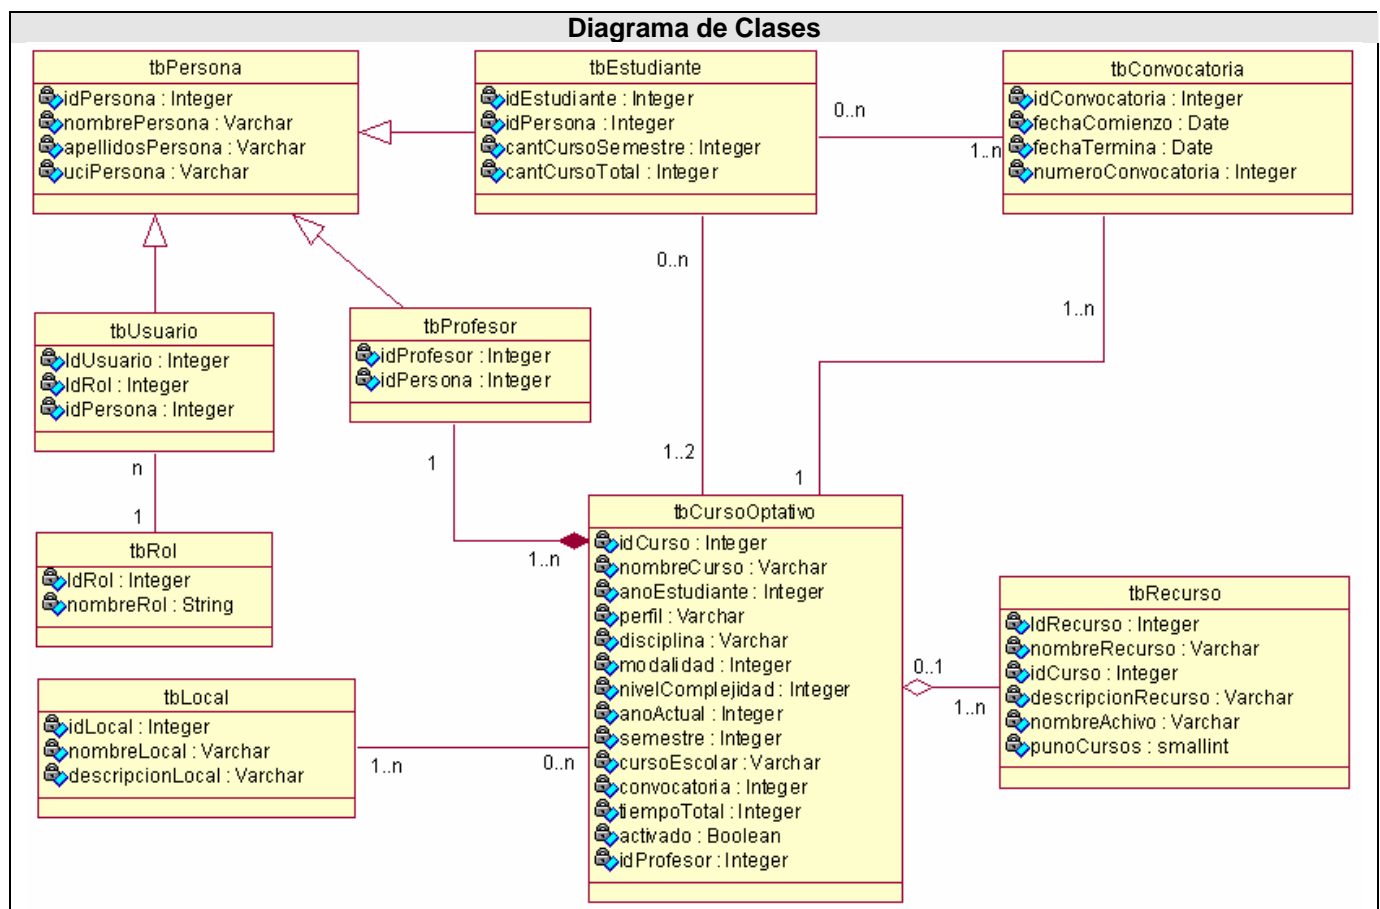 Diagrama de Clases
tbPersona
idPersona : Integer
nombrePersona : Varchar
apellidosPersona : Varchar
uciPersona : Varchar
tbEstudiante
idEstudiante : Integer
idPersona : Integer
cantCursoSemestre : Integer
cantCursoTotal : Integer
0..n
1..n
tbConvocatoria
idConvocatoria : Integer
fechaComienzo : Date
fechaTermina : Date
numeroConvocatoria : Integer
0..n
1..n
tbUsuario
IdUsuario : Integer
IdRol : Integer
idPersona : Integer
tbProfesor
idProfesor : Integer
idPersona : Integer
n
1
1
1..n
1..2
1
tbRol
IdRol : Integer
nombreRol : String
tbCursoOptativo
idCurso : Integer
nombreCurso : Varchar
anoEstudiante : Integer
perfil : Varchar
disciplina : Varchar
modalidad : Integer
nivelComplejidad : Integer
anoActual : Integer
semestre : Integer
cursoEscolar : Varchar
convocatoria : Integer
tiempoTotal : Integer
activado : Boolean
idProfesor : Integer
0..1
1..n
tbRecurso
IdRecurso : Integer
nombreRecurso : Varchar
idCurso : Integer
descripcionRecurso : Varchar
nombreAchivo : Varchar
punoCursos : smallint
tbLocal
idLocal : Integer
nombreLocal : Varchar
descripcionLocal : Varchar
1..n
0..n